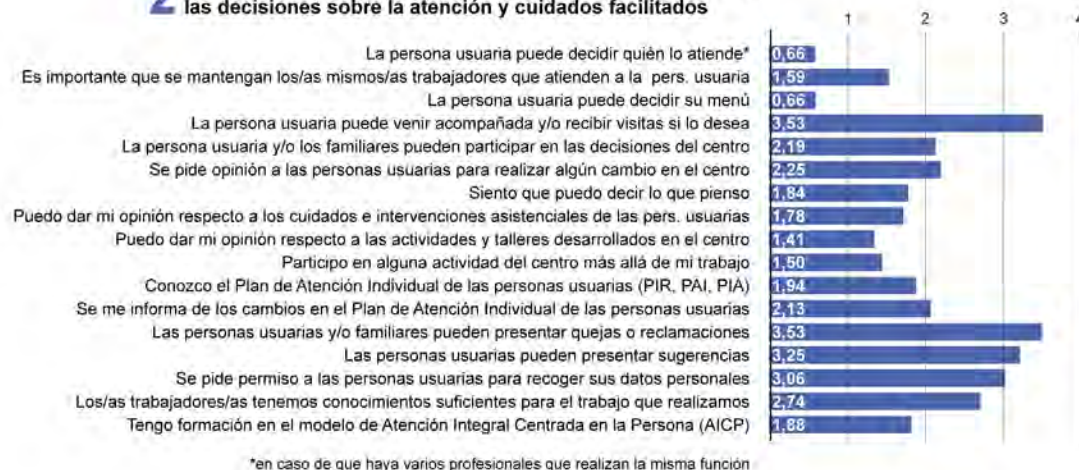 2 las decisiones sobre la atención y cuidados facilitados
1 2 3 4
La persona usuaria puede decidir quién lo atiende* 0,66
Es importante que se mantengan los/as mismos/as trabajadores que atienden a la pers. usuaria 1,59
La persona usuaria puede decidir su menú 0,66
La persona usuaria puede venir acompañada y/o recibir visitas si lo desea 3,53
La persona usuaria y/o los familiares pueden participar en las decisiones del centro 2,19
Se pide opinión a las personas usuarias para realizar algún cambio en el centro 2,25
Siento que puedo decir lo que pienso 1,84
Puedo dar mi opinión respecto a los cuidados e intervenciones asistenciales de las pers. usuarias 1,78
Puedo dar mi opinión respecto a las actividades y talleres desarrollados en el centro 1,41
Participo en alguna actividad del centro más allá de mi trabajo 1,50
Conozco el Plan de Atención Individual de las personas usuarias (PIR, PAI, PIA) 1,94
Se me informa de los cambios en el Plan de Atención Individual de las personas usuarias 2,13
Las personas usuarias y/o familiares pueden presentar quejas o reclamaciones 3,53
Las personas usuarias pueden presentar sugerencias 3,25
Se pide permiso a las personas usuarias para recoger sus datos personales 3,06
Los/as trabajadores/as tenemos conocimientos suficientes para el trabajo que realizamos 2,74
Tengo formación en el modelo de Atención Integral Centrada en la Persona (AICP) 1,88
*en caso de que haya varios profesionales que realizan la misma función